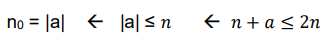 n₀ = |a| ← |a| ≤ n ← n + a ≤ 2n